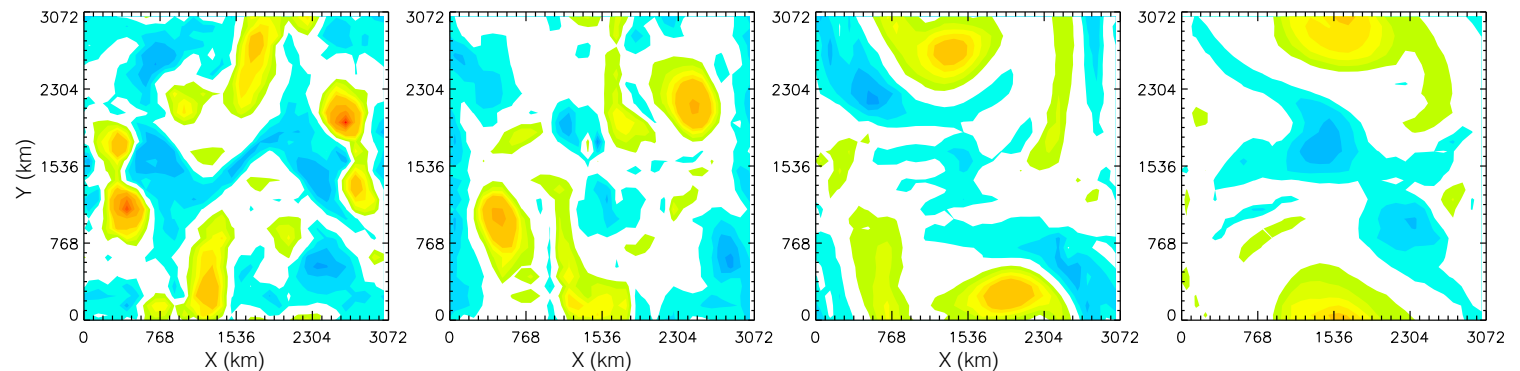 3072 3072 3072 3072
2304 2304 2304 2304
Y (km)
1536 1536 1536 1536
768 768 768 768
0 0 0 0
0 768 1536 2304 3072 0 768 1536 2304 3072 0 768 1536 2304 3072 0 768 1536 2304 3072
X (km) X (km) X (km)